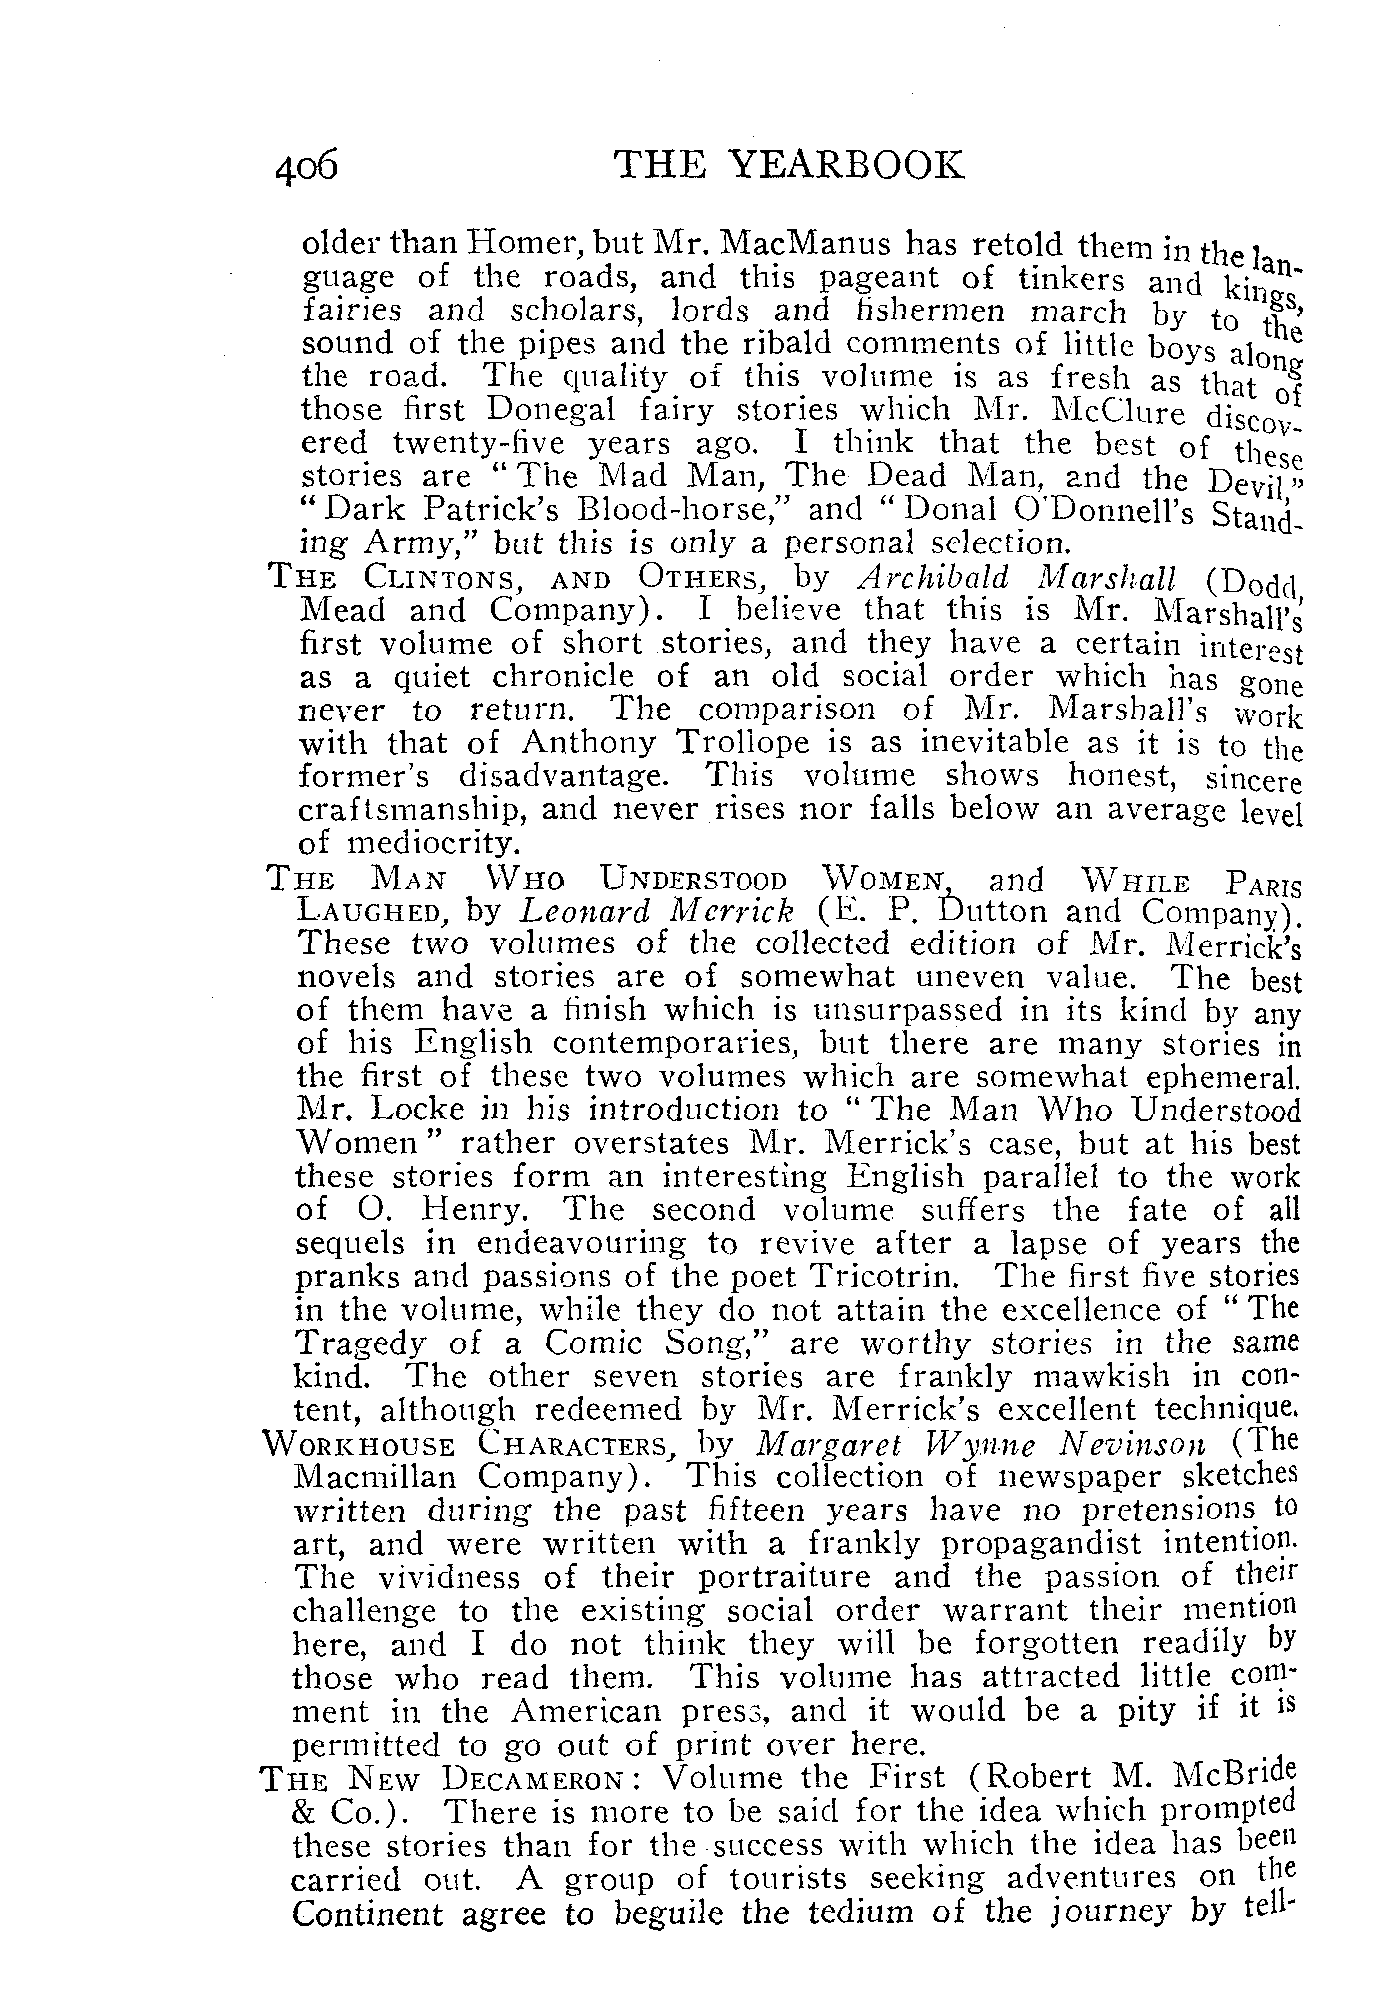 406 THE YEARBOOK
older than Homer, but Mr. MacManus has retold them in the lan-
guage of the roads, and this pageant of tinkers and kings,
fairies and scholars, lords and fishermen march by to the
sound of the pipes and the ribald comments of little boys along
the road. The quality of this volume is as fresh as that of
those first Donegal fairy stories which Mr. McClure discov-
ered twenty-five years ago. I think that the best of these
stories are “The Mad Man, The Dead Man, and the Devil,”
“Dark Patrick's Blood-horse,” and “Donal O'Donnell's Stand-
ing Army,” but this is only a personal selection.
THE CLINTONS, AND OTHERS, by Archibald Marshall (Dodd,
Mead and Company). I believe that this is Mr. Marshall's
first volume of short stories, and they have a certain interest
as a quiet chronicle of an old social order which has gone
never to return. The comparison of Mr. Marshall's work
with that of Anthony Trollope is as inevitable as it is to the
former's disadvantage. This volume shows honest, sincere
craftsmanship, and never rises nor falls below an average level
of mediocrity.
THE MAN WHO UNDERSTOOD WOMEN, and WHILE PARIS
LAUGHED, by Leonard Merrick (E. P. Dutton and Company).
These two volumes of the collected edition of Mr. Merrick's
novels and stories are of somewhat uneven value. The best
of them have a finish which is unsurpassed in its kind by any
of his English contemporaries, but there are many stories in
the first of these two volumes which are somewhat ephemeral.
Mr. Locke in his introduction to “The Man Who Understood
Women” rather overstates Mr. Merrick's case, but at his best
these stories form an interesting English parallel to the work
of O. Henry. The second volume suffers the fate of all
sequels in endeavouring to revive after a lapse of years the
pranks and passions of the poet Tricotrin. The first five stories
in the volume, while they do not attain the excellence of “The
Tragedy of a Comic Song,” are worthy stories in the same
kind. The other seven stories are frankly mawkish in con-
tent, although redeemed by Mr. Merrick's excellent technique.
WORKHOUSE CHARACTERS, by Margaret Wynne Nevinson (The
Macmillan Company). This collection of newspaper sketches
written during the past fifteen years have no pretensions to
art, and were written with a frankly propagandist intention.
The vividness of their portraiture and the passion of their
challenge to the existing social order warrant their mention
here, and I do not think they will be forgotten readily by
those who read them. This volume has attracted little com-
ment in the American press, and it would be a pity if it is
permitted to go out of print over here.
THE NEW DECAMERON: Volume the First (Robert M. McBride
& Co.). There is more to be said for the idea which prompted
these stories than for the success with which the idea has been
carried out. A group of tourists seeking adventures on the
Continent agree to beguile the tedium of the journey by tell-